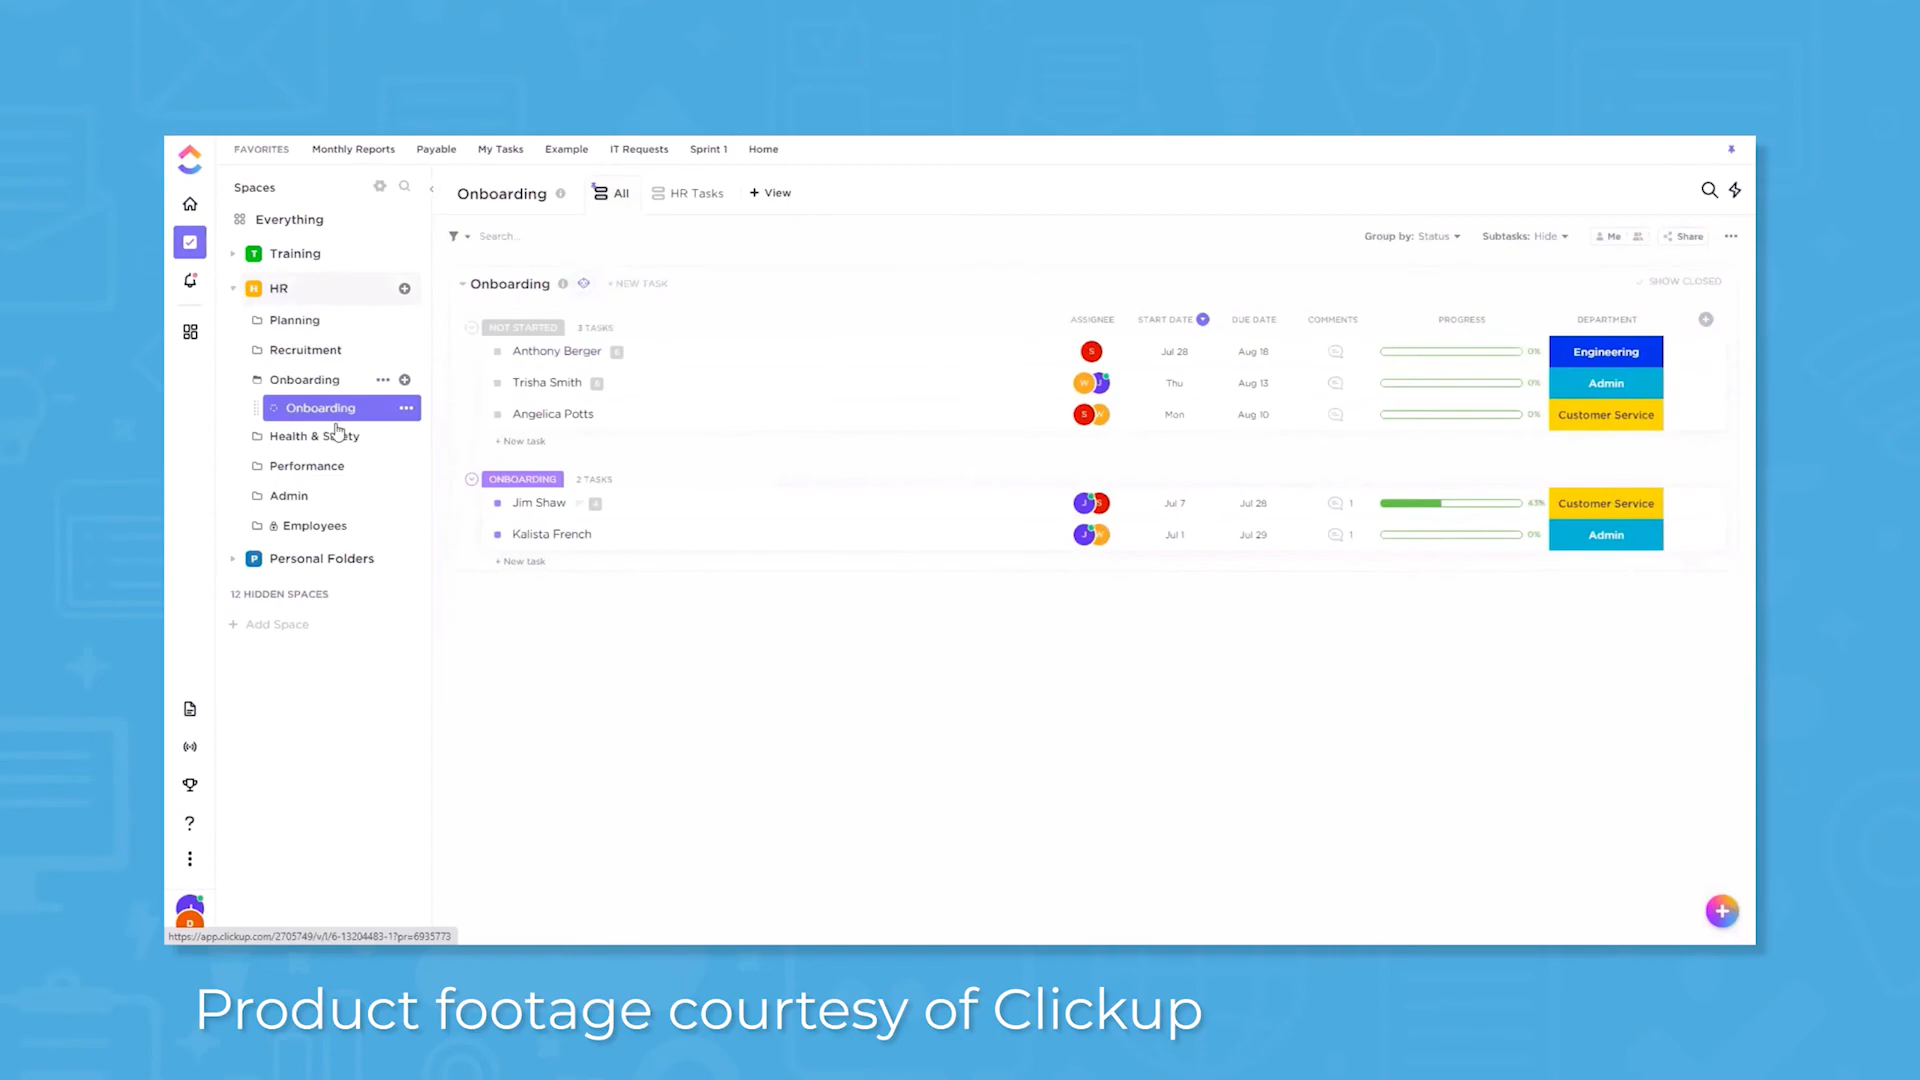 FAVORITES Monthly Reports Payable My Tasks Example IT Requests Sprint 1 Home
Spaces
Everything
T Training
H HR
Planning
Recruitment
Onboarding
Onboarding
Health & Safety
Performance
Admin
Employees
P Personal Folders
12 HIDDEN SPACES
+ Add Space
Onboarding All HR Tasks + View
Search... Group by: Status Subtasks: Hide Me Share
Onboarding + NEW TASK SHOW CLOSED
NOT STARTED 3 TASKS ASSIGNEE START DATE DUE DATE COMMENTS PROGRESS DEPARTMENT
Anthony Berger 6 S Jul 28 Aug 18 0% Engineering
Trisha Smith 6 W J Thu Aug 13 0% Admin
Angelica Potts S W Mon Aug 10 0% Customer Service
+ New task
ONBOARDING 2 TASKS
Jim Shaw 4 J S Jul 7 Jul 28 1 43% Customer Service
Kalista French J W Jul 1 Jul 29 1 0% Admin
+ New task
?
J
D
https://app.clickup.com/2705749/v/l/6-13204483-1?pr=6935773
Product footage courtesy of Clickup